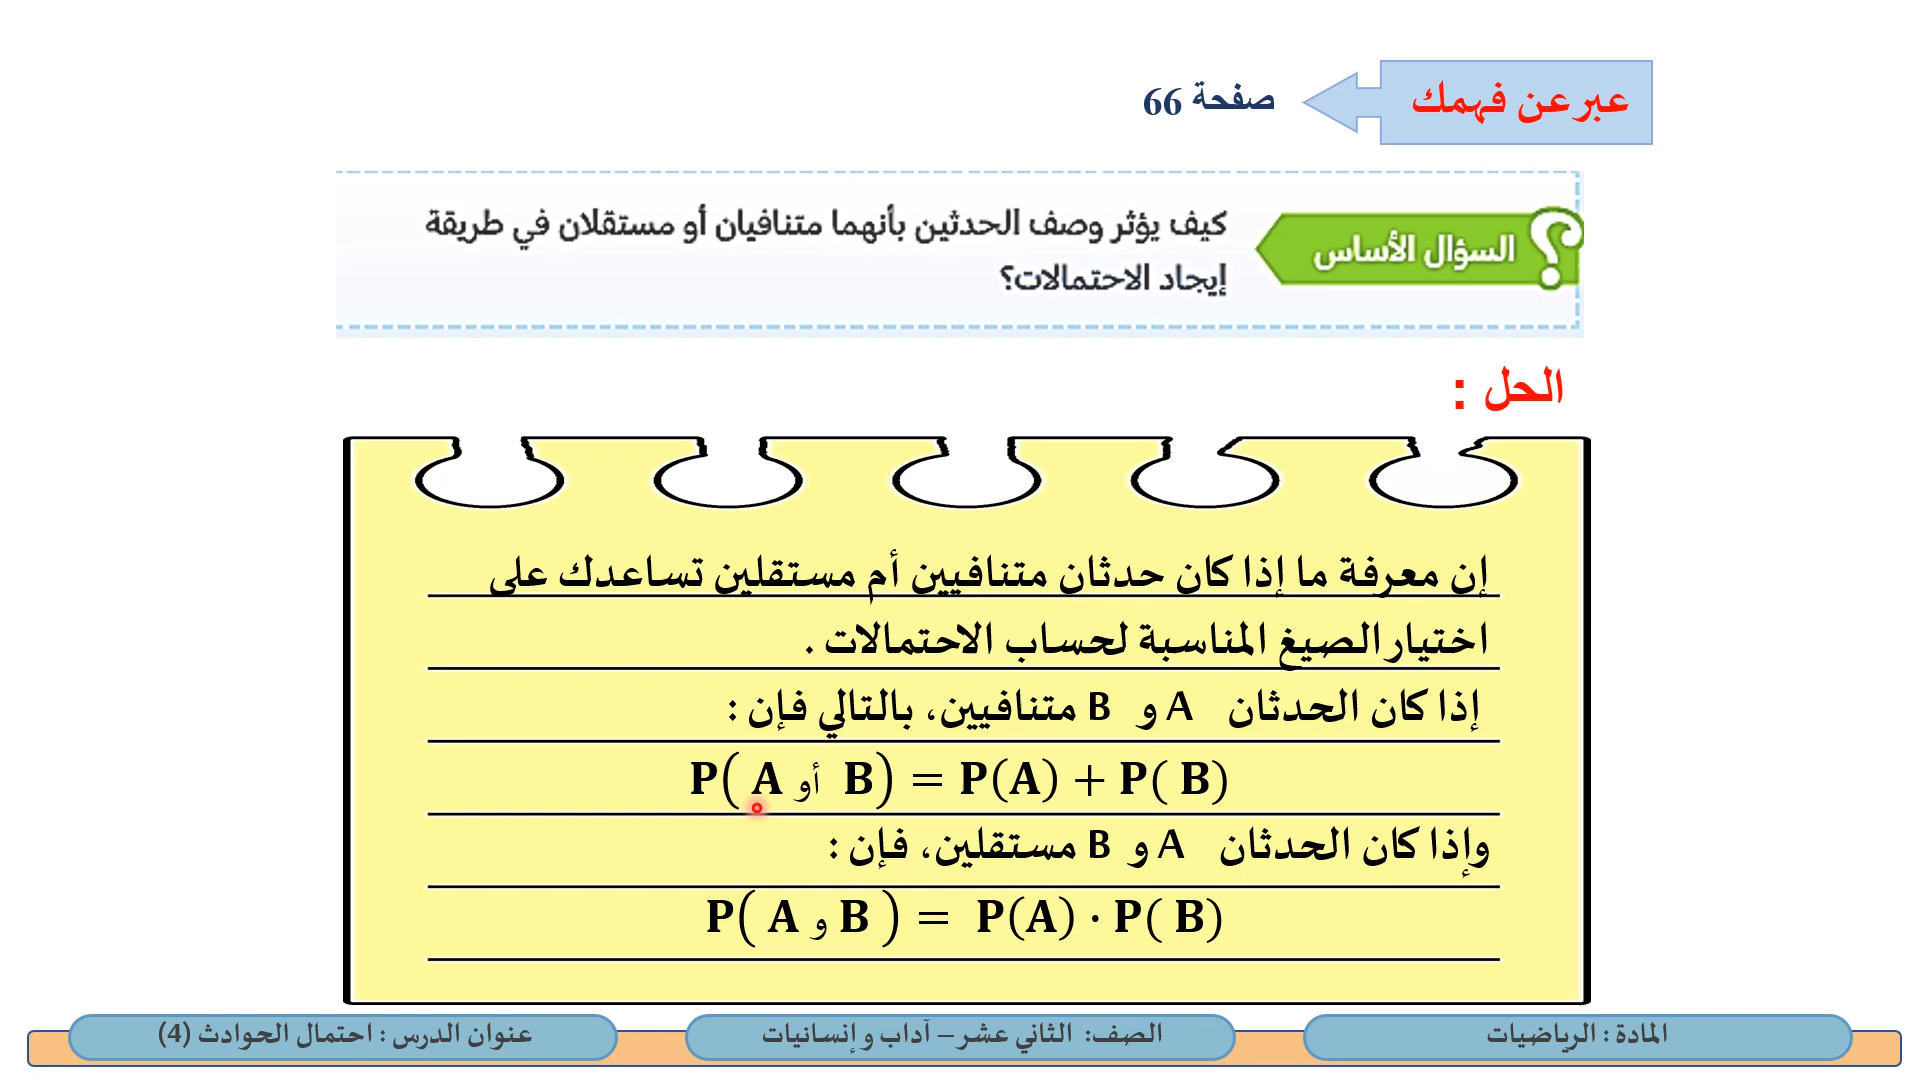 عبر عن فهمك
صفحة 66
السؤال الأساس
كيف يؤثر وصف الحدثين بأنهما متنافيان أو مستقلان في طريقة
إيجاد الاحتمالات؟
الحل :
إن معرفة ما إذا كان حدثان متنافيين أم مستقلين تساعدك على
اختيار الصيغ المناسبة لحساب الاحتمالات .
إذا كان الحدثان A و B متنافيين، بالتالي فإن :
P( A أو B) = P(A) + P( B)
وإذا كان الحدثان A و B مستقلين، فإن :
P( A و B ) = P(A) · P( B)
المادة : الرياضيات
الصف: الثاني عشر – آداب و إنسانيات
عنوان الدرس : احتمال الحوادث (4)